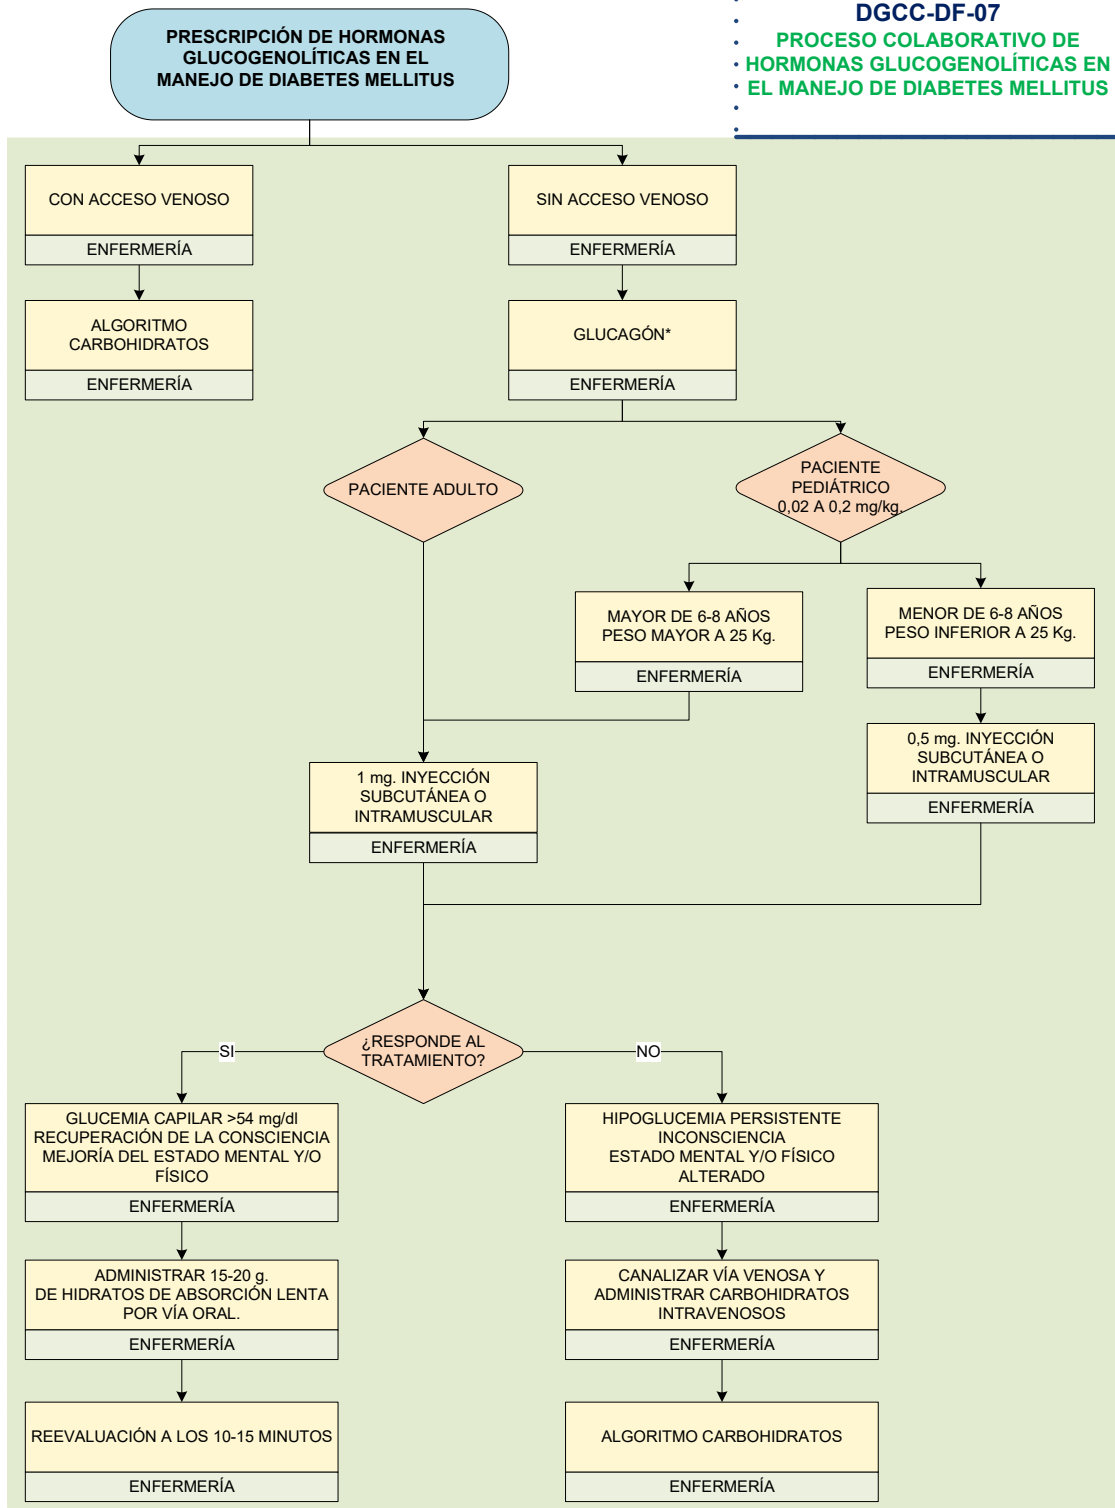 PRESCRIPCIÓN DE HORMONAS
GLUCOGENOLÍTICAS EN EL
MANEJO DE DIABETES MELLITUS
DGCC-DF-07
PROCESO COLABORATIVO DE
HORMONAS GLUCOGENOLÍTICAS EN
EL MANEJO DE DIABETES MELLITUS
CON ACCESO VENOSO
ENFERMERÍA
SIN ACCESO VENOSO
ENFERMERÍA
ALGORITMO
CARBOHIDRATOS
ENFERMERÍA
GLUCAGÓN*
ENFERMERÍA
PACIENTE ADULTO
PACIENTE
PEDIÁTRICO
0,02 A 0,2 mg/kg.
MAYOR DE 6-8 AÑOS
PESO MAYOR A 25 Kg.
ENFERMERÍA
MENOR DE 6-8 AÑOS
PESO INFERIOR A 25 Kg.
ENFERMERÍA
1 mg. INYECCIÓN
SUBCUTÁNEA O
INTRAMUSCULAR
ENFERMERÍA
0,5 mg. INYECCIÓN
SUBCUTÁNEA O
INTRAMUSCULAR
ENFERMERÍA
¿RESPONDE AL
TRATAMIENTO?
SI
NO
GLUCEMIA CAPILAR >54 mg/dl
RECUPERACIÓN DE LA CONSCIENCIA
MEJORÍA DEL ESTADO MENTAL Y/O
FÍSICO
ENFERMERÍA
HIPOGLUCEMIA PERSISTENTE
INCONSCIENCIA
ESTADO MENTAL Y/O FÍSICO
ALTERADO
ENFERMERÍA
ADMINISTRAR 15-20 g.
DE HIDRATOS DE ABSORCIÓN LENTA
POR VÍA ORAL.
ENFERMERÍA
CANALIZAR VÍA VENOSA Y
ADMINISTRAR CARBOHIDRATOS
INTRAVENOSOS
ENFERMERÍA
REEVALUACIÓN A LOS 10-15 MINUTOS
ENFERMERÍA
ALGORITMO CARBOHIDRATOS
ENFERMERÍA